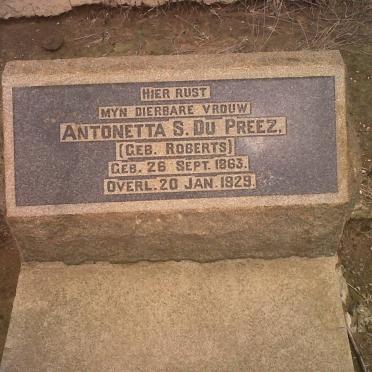 HIER RUST
MYN DIERBARE VROUW
ANTONETTA S. DU PREEZ.
(GEB. ROBERTS)
GEB. 26 SEPT. 1863.
OVERL. 20 JAN. 1929.